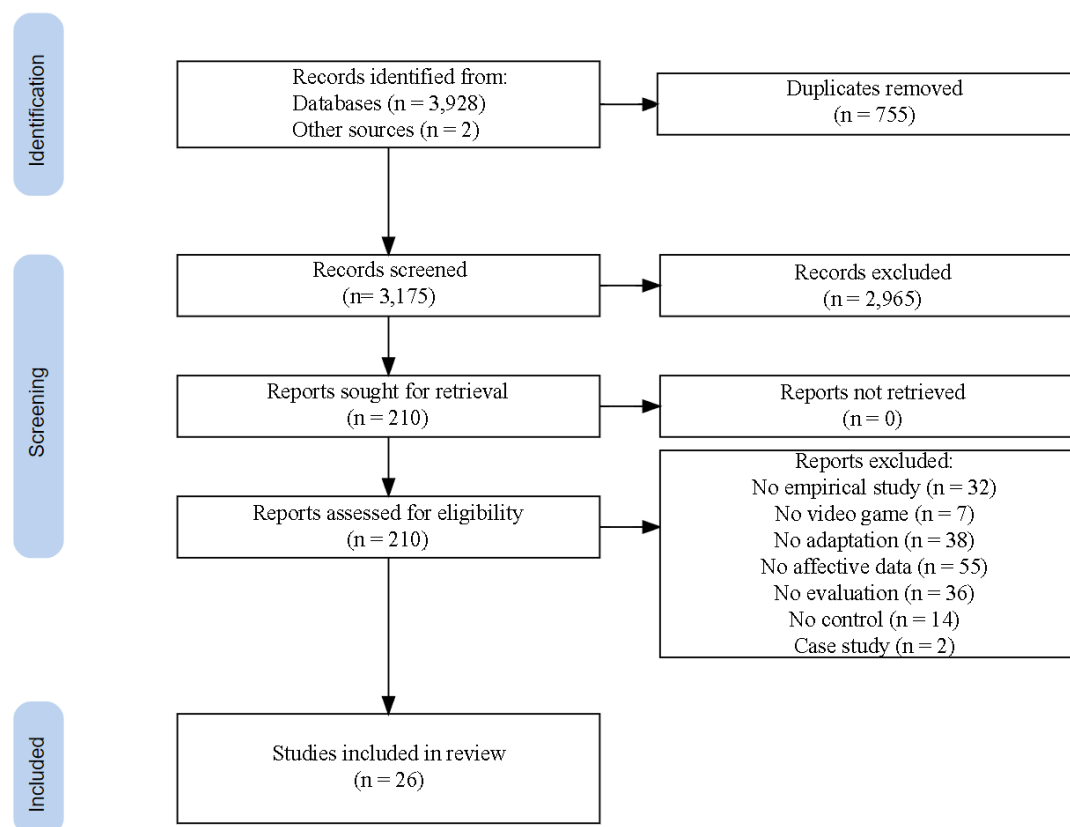 Identification
Records identified from:
Databases (n = 3,928)
Other sources (n = 2)
Duplicates removed
(n = 755)
Screening
Records screened
(n= 3,175)
Records excluded
(n = 2,965)
Reports sought for retrieval
(n = 210)
Reports not retrieved
(n = 0)
Reports assessed for eligibility
(n = 210)
Reports excluded:
No empirical study (n = 32)
No video game (n = 7)
No adaptation (n = 38)
No affective data (n = 55)
No evaluation (n = 36)
No control (n = 14)
Case study (n = 2)
Included
Studies included in review
(n = 26)